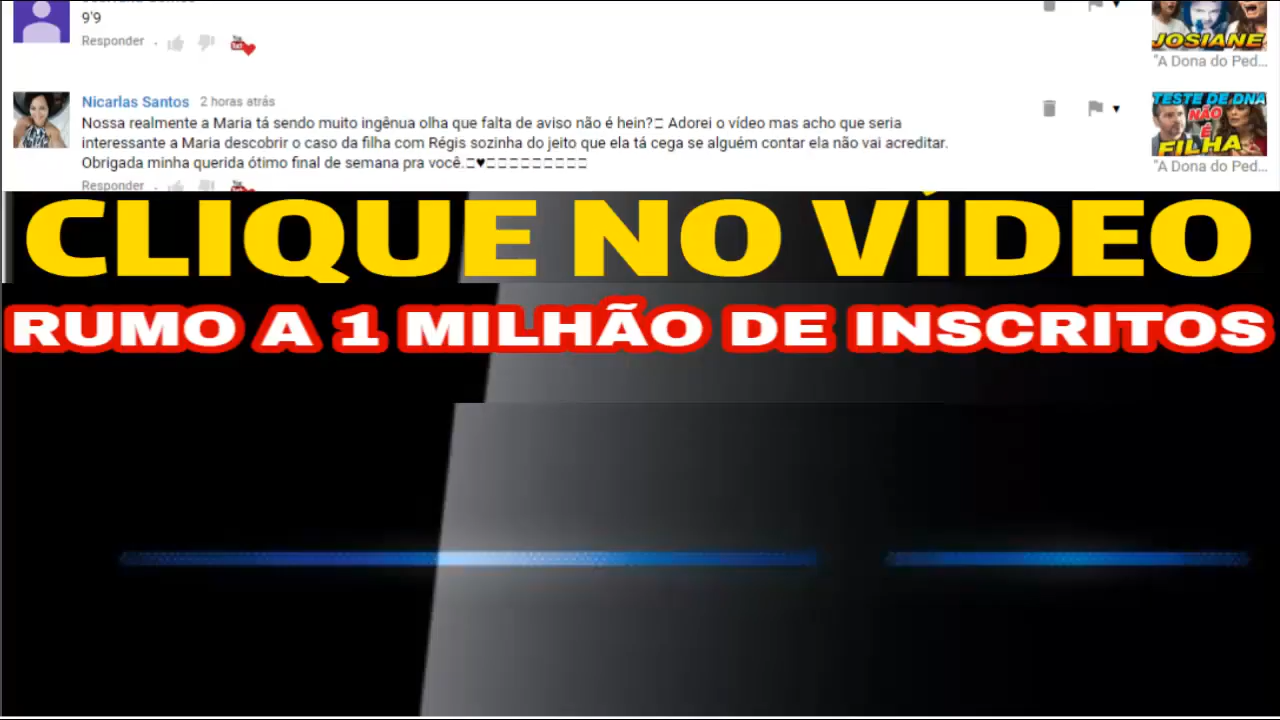 9'9
Responder
JOSIANE
"A Dona do Ped...
Nicarlas Santos 2 horas atrás
Nossa realmente a Maria tá sendo muito ingênua olha que falta de aviso não é hein? Adorei o vídeo mas acho que seria
interessante a Maria descobrir o caso da filha com Régis sozinha do jeito que ela tá cega se alguém contar ela não vai acreditar.
Obrigada minha querida ótimo final de semana pra você.♥
TESTE DE DNA
NÃO
É
FILHA
"A Dona do Ped...
Responder
CLIQUE NO VÍDEO
RUMO A 1 MILHÃO DE INSCRITOS